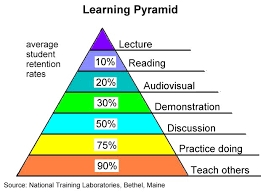 Learning Pyramid
average
student
retention
rates
Lecture
10% Reading
20% Audiovisual
30% Demonstration
50% Discussion
75% Practice doing
90% Teach others
Source: National Training Laboratories, Bethel, Maine